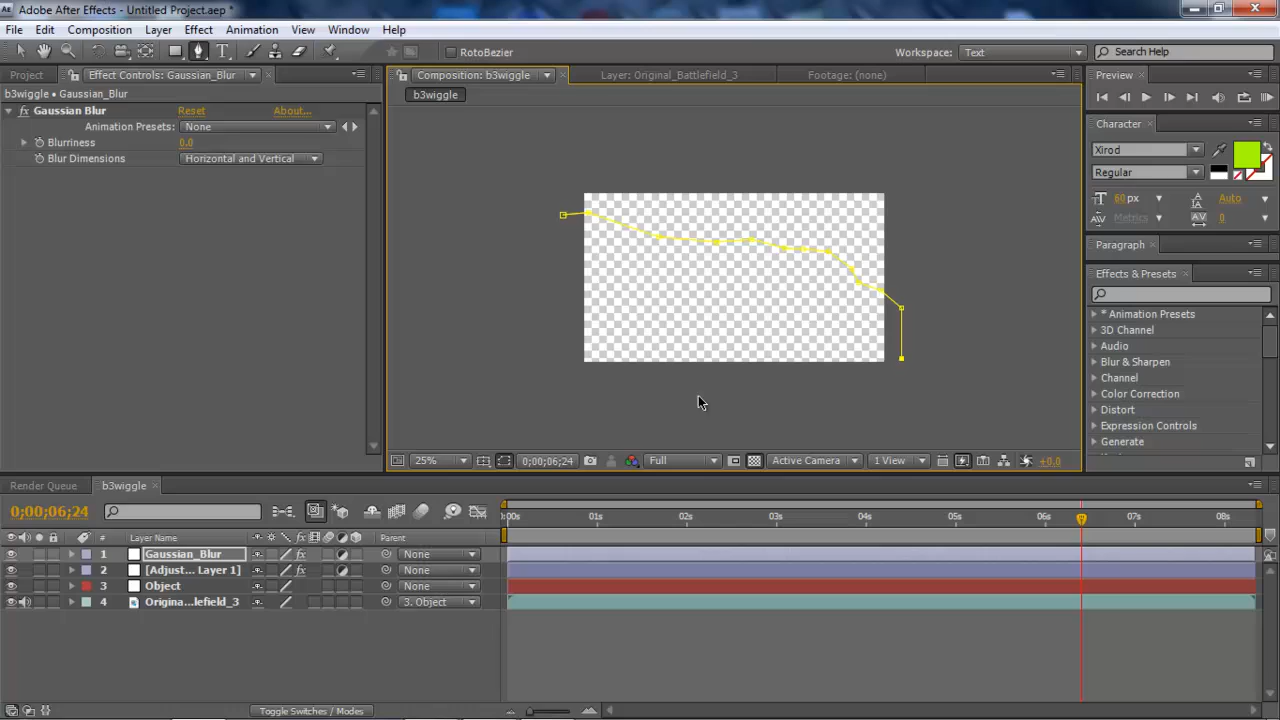 Adobe After Effects - Untitled Project.aep *
File Edit Composition Layer Effect Animation View Window Help
RotoBezier
Workspace: Text
Search Help
Project
Effect Controls: Gaussian_Blur
Composition: b3wiggle
Layer: Original_Battlefield_3
Footage: (none)
Preview
b3wiggle • Gaussian_Blur
b3wiggle
Gaussian Blur Reset About...
Animation Presets: None
Blurriness 0.0
Blur Dimensions Horizontal and Vertical
Character
Xirod
Regular
60 px Auto
Metrics 0
Paragraph
Effects & Presets
* Animation Presets
3D Channel
Audio
Blur & Sharpen
Channel
Color Correction
Distort
Expression Controls
Generate
25% 0;00;06;24 Full Active Camera 1 View +0.0
Render Queue b3wiggle
0;00;06;24
:00s 01s 02s 03s 04s 05s 06s 07s 08s
# Layer Name Parent
1 Gaussian_Blur None
2 [Adjust... Layer 1] None
3 Object None
4 Origina...lefield_3 3. Object
Toggle Switches / Modes